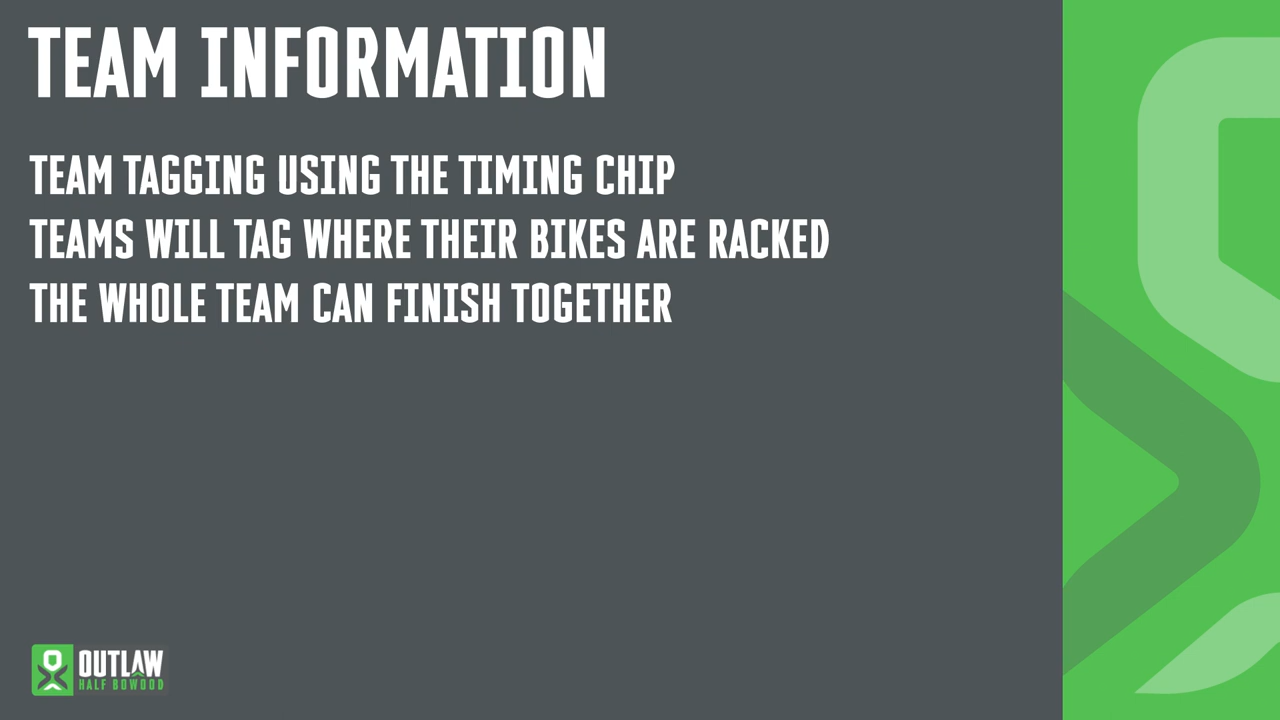 TEAM INFORMATION
TEAM TAGGING USING THE TIMING CHIP
TEAMS WILL TAG WHERE THEIR BIKES ARE RACKED
THE WHOLE TEAM CAN FINISH TOGETHER
OUTLAW
HALF BOWOOD